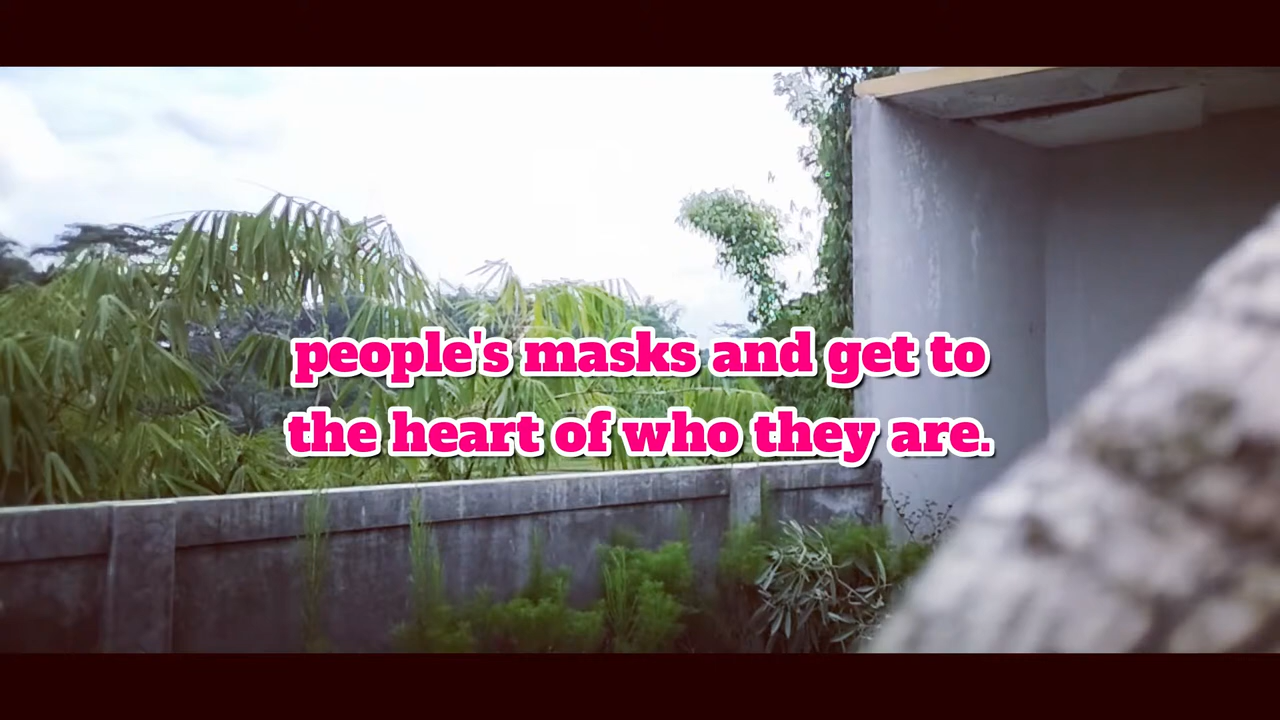 people's masks and get to
the heart of who they are.